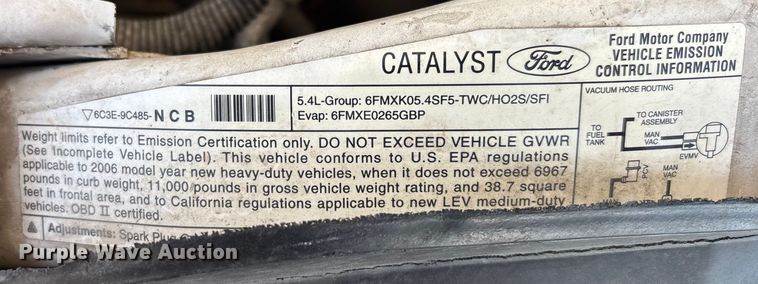 CATALYST
Ford
Ford Motor Company
VEHICLE EMISSION
CONTROL INFORMATION
▽6C3E-9C485-NCB
5.4L-Group: 6FMXK05.4SF5-TWC/HO2S/SFI
Evap: 6FMXE0265GBP
VACUUM HOSE ROUTING
TO FUEL TANK
TO CANISTER ASSEMBLY
MAN VAC
EVMV
PCV
MAN VAC
Weight limits refer to Emission Certification only. DO NOT EXCEED VEHICLE GVWR
(See Incomplete Vehicle Label). This vehicle conforms to U.S. EPA regulations
applicable to 2006 model year new heavy-duty vehicles, when it does not exceed 6967
pounds in curb weight, 11,000 pounds in gross vehicle weight rating, and 38.7 square
feet in frontal area, and to California regulations applicable to new LEV medium-duty
vehicles. OBD II certified.
Adjustments: Spark Plug
Purple Wave Auction